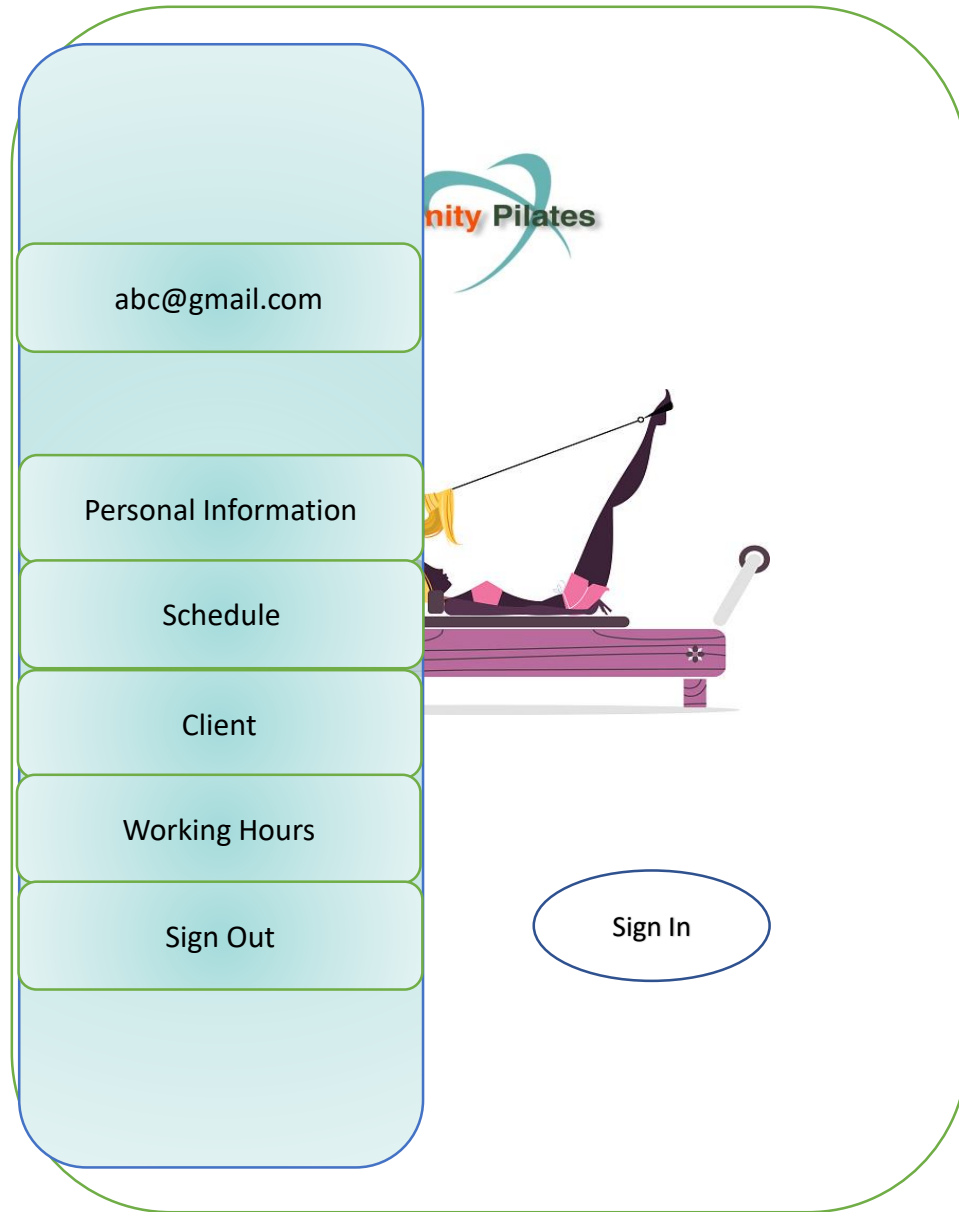 nity Pilates
abc@gmail.com
Personal Information
Schedule
Client
Working Hours
Sign Out
Sign In